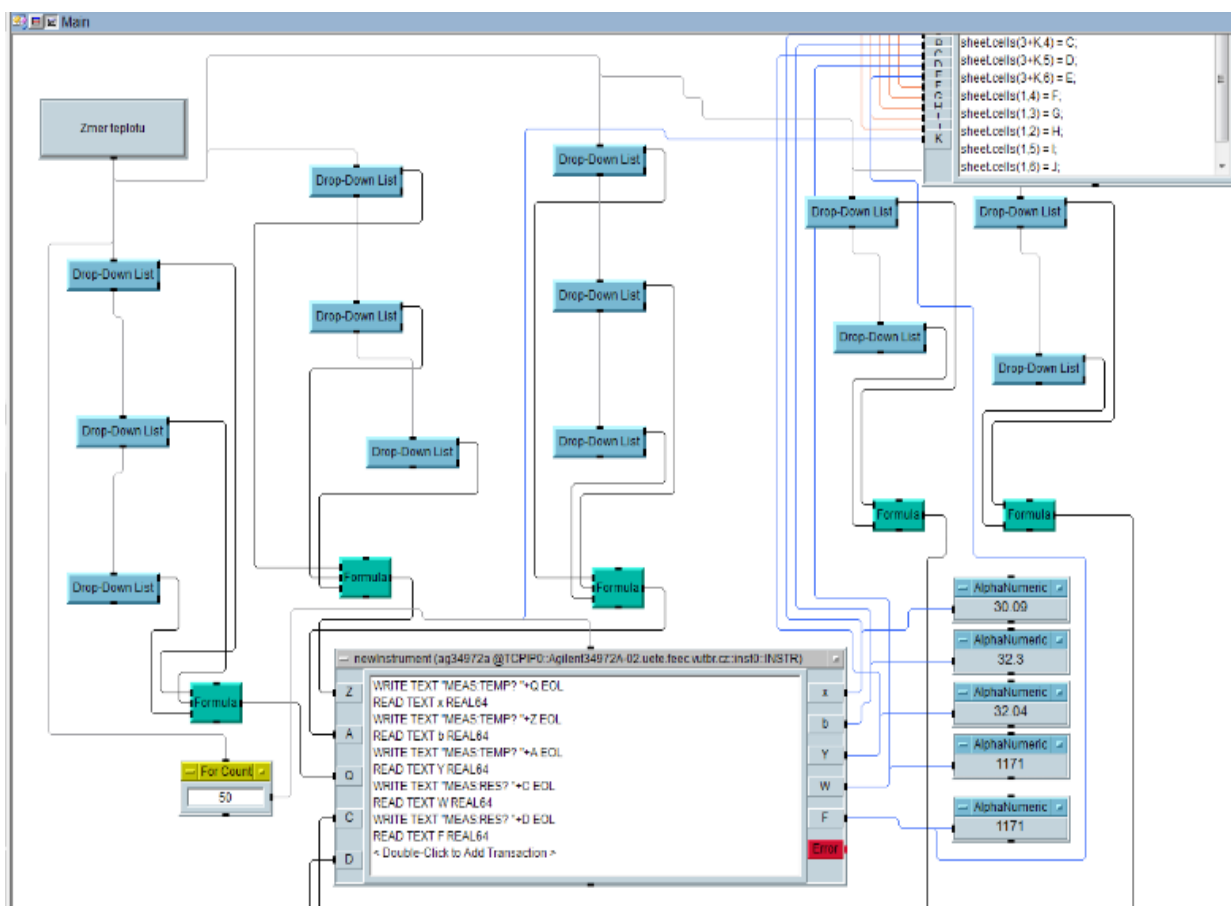 Main
sheet.cells(3+K,4) = C;
sheet.cells(3+K,5) = D;
sheet.cells(3+K,6) = E;
sheet.cells(1,4) = F;
sheet.cells(1,3) = G;
sheet.cells(1,2) = H;
sheet.cells(1,5) = I;
sheet.cells(1,6) = J;
K
Zmer teplotu
Drop-Down List
Drop-Down List
Drop-Down List
Drop-Down List
Drop-Down List
Drop-Down List
Drop-Down List
Drop-Down List
Drop-Down List
Drop-Down List
Drop-Down List
Drop-Down List
Drop-Down List
Formula
Formula
Formula
Formula
Formula
For Count
50
AlphaNumeric
30.09
AlphaNumeric
32.3
AlphaNumeric
32.04
AlphaNumeric
1171
AlphaNumeric
1171
newInstrument (ag34972a @TCPIP0::Agilent34972A-02.uete.feec.vutbr.cz::inst0::INSTR)
Z
A
Q
C
D
WRITE TEXT "MEAS:TEMP? "+Q EOL
READ TEXT x REAL64
WRITE TEXT "MEAS:TEMP? "+Z EOL
READ TEXT b REAL64
WRITE TEXT "MEAS:TEMP? "+A EOL
READ TEXT Y REAL64
WRITE TEXT "MEAS:RES? "+C EOL
READ TEXT W REAL64
WRITE TEXT "MEAS:RES? "+D EOL
READ TEXT F REAL64
< Double-Click to Add Transaction >
x
b
Y
W
F
Error